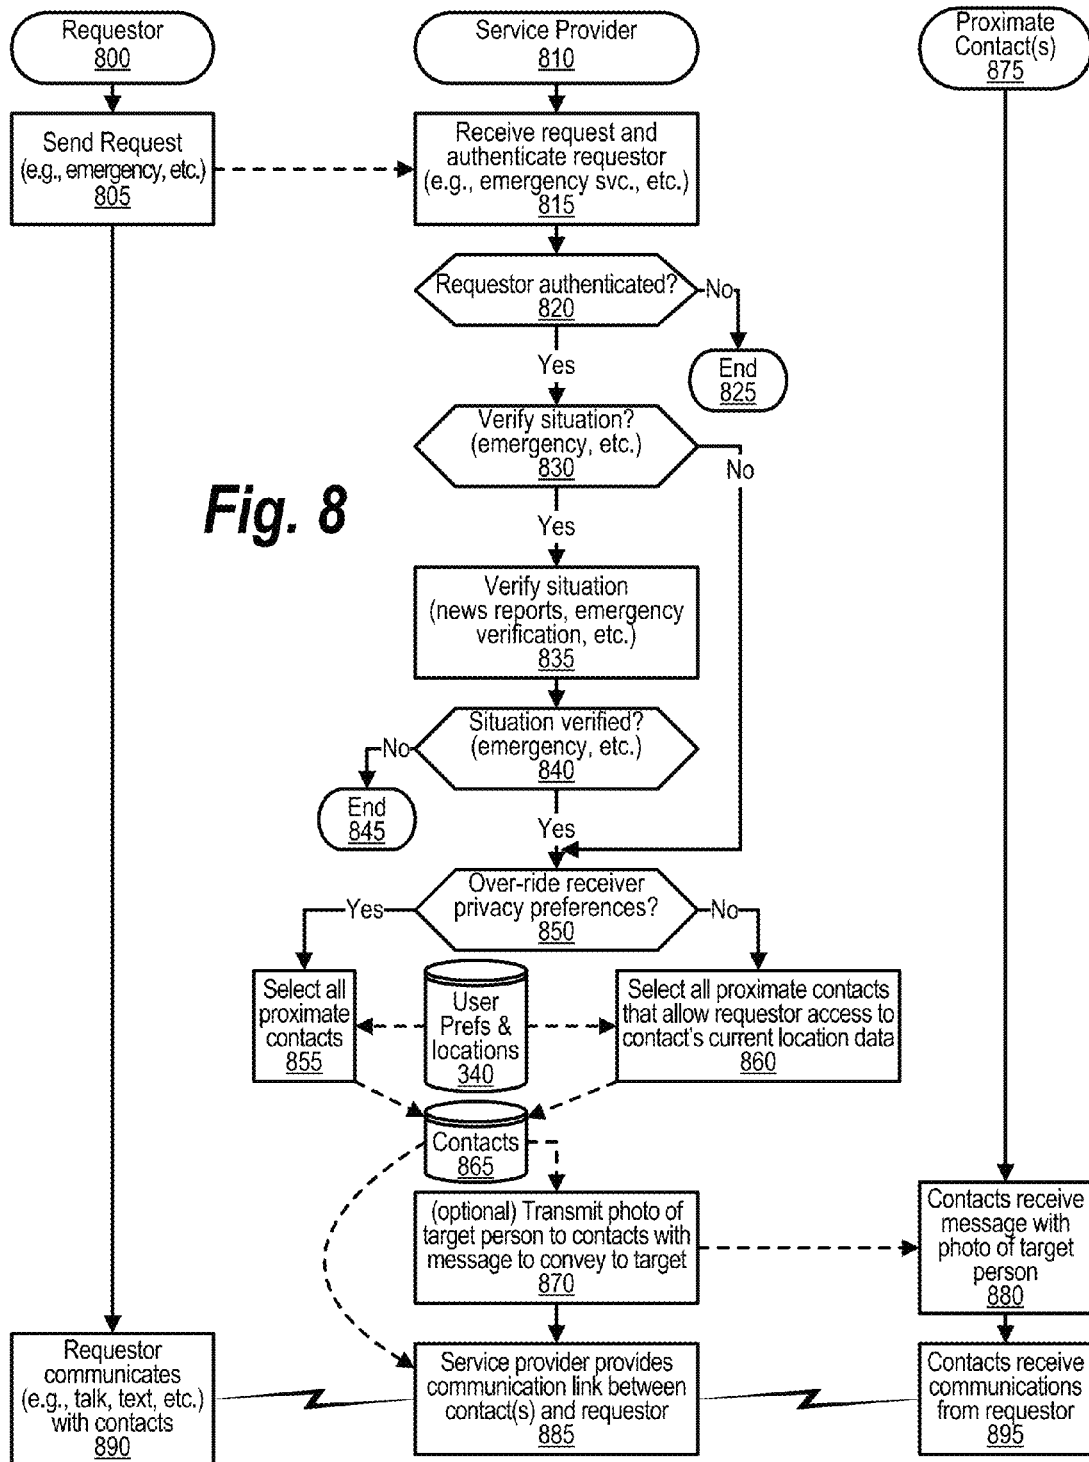 Requestor
800
Service Provider
810
Proximate
Contact(s)
875
Send Request
(e.g., emergency, etc.)
805
Receive request and
authenticate requestor
(e.g., emergency svc., etc.)
815
Requestor authenticated?
820
No
End
825
Yes
Verify situation?
(emergency, etc.)
830
No
Fig. 8
Yes
Verify situation
(news reports, emergency
verification, etc.)
835
Situation verified?
(emergency, etc.)
840
No
End
845
Yes
Over-ride receiver
privacy preferences?
850
Yes
No
Select all
proximate
contacts
855
User
Prefs &
locations
340
Select all proximate contacts
that allow requestor access to
contact's current location data
860
Contacts
865
(optional) Transmit photo of
target person to contacts with
message to convey to target
870
Contacts receive
message with
photo of target
person
880
Requestor
communicates
(e.g., talk, text, etc.)
with contacts
890
Service provider provides
communication link between
contact(s) and requestor
885
Contacts receive
communications
from requestor
895